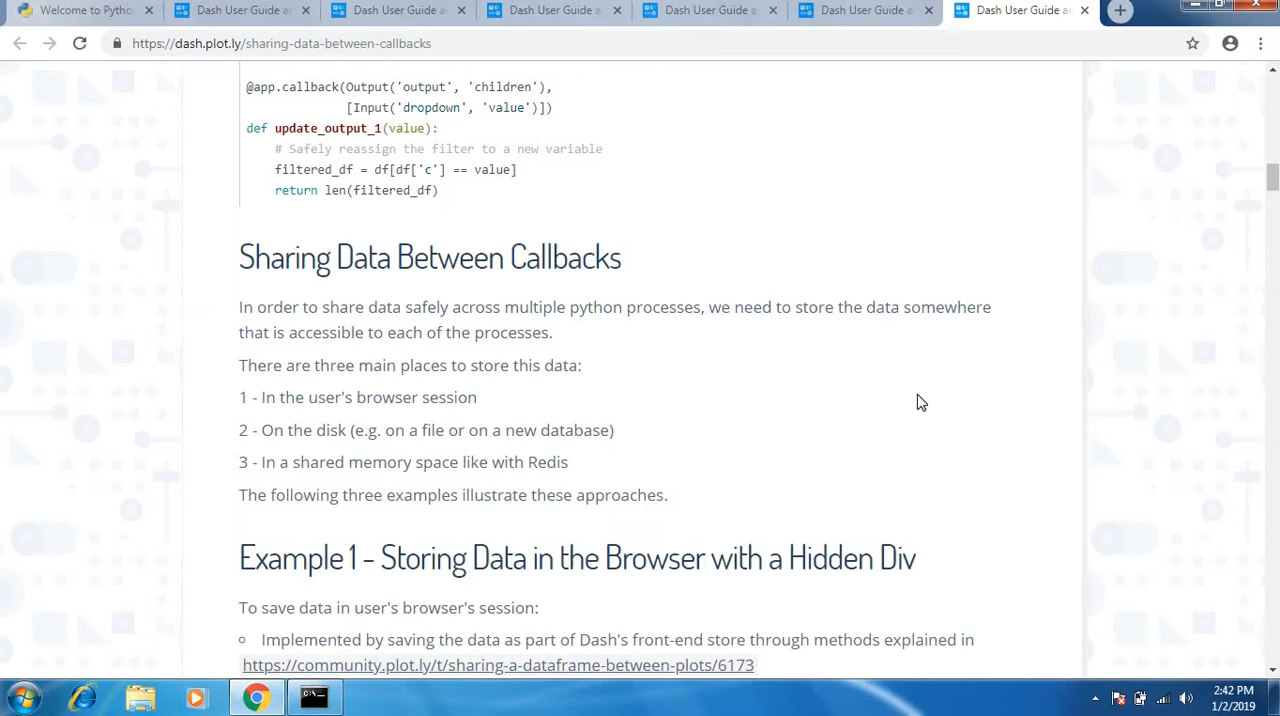 Welcome to Pytho
Dash User Guide a
Dash User Guide a
Dash User Guide a
Dash User Guide a
Dash User Guide a
Dash User Guide a
https://dash.plot.ly/sharing-data-between-callbacks
@app.callback(Output('output', 'children'),
[Input('dropdown', 'value')])
def update_output_1(value):
# Safely reassign the filter to a new variable
filtered_df = df[df['c'] == value]
return len(filtered_df)
Sharing Data Between Callbacks
In order to share data safely across multiple python processes, we need to store the data somewhere
that is accessible to each of the processes.
There are three main places to store this data:
1 - In the user's browser session
2 - On the disk (e.g. on a file or on a new database)
3 - In a shared memory space like with Redis
The following three examples illustrate these approaches.
Example 1 - Storing Data in the Browser with a Hidden Div
To save data in user's browser's session:
Implemented by saving the data as part of Dash's front-end store through methods explained in
https://community.plot.ly/t/sharing-a-dataframe-between-plots/6173
2:42 PM
1/2/2019